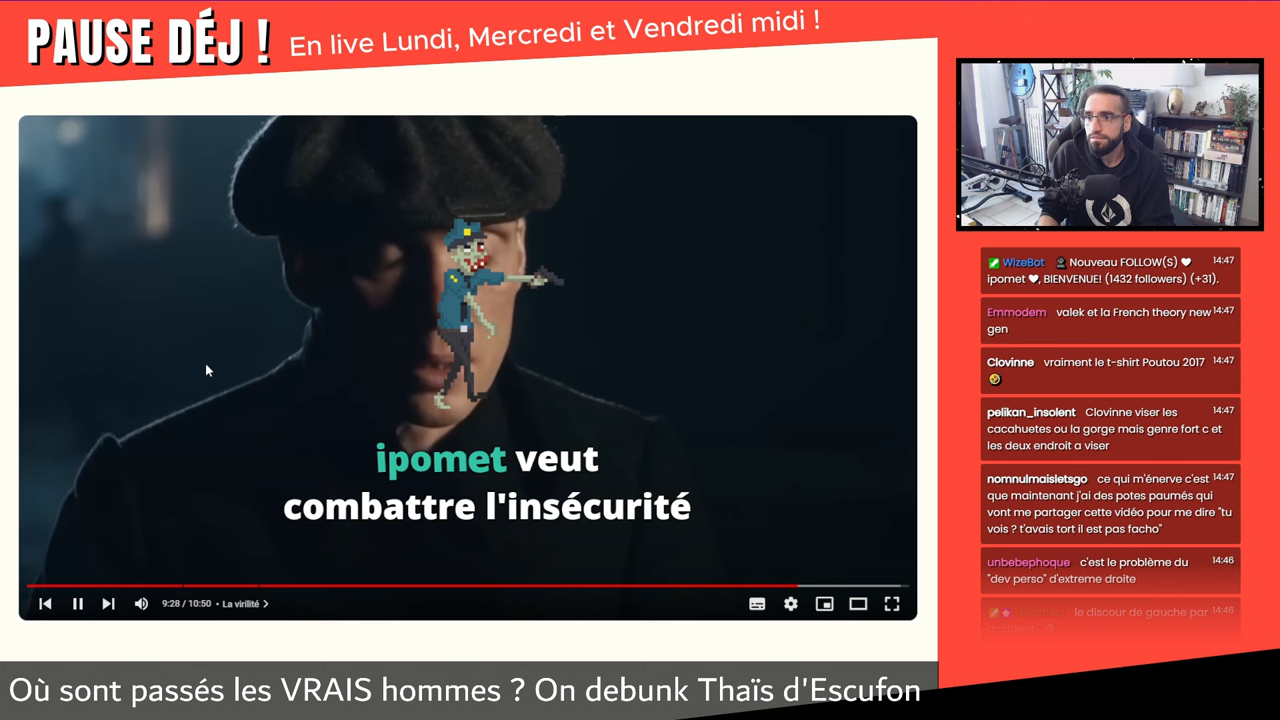 PAUSE DÉJ !
En live Lundi, Mercredi et Vendredi midi !
ipomet veut
combattre l'insécurité
9:28 / 10:50 • La virilité
WizeBot Nouveau FOLLOW(S) 14:47
ipomet , BIENVENUE! (1432 followers) (+31).
Emmodem valek et la French theory new 14:47
gen
Clovinne vraiment le t-shirt Poutou 2017 14:47
pelikan_insolent Clovinne viser les 14:47
cacahuetes ou la gorge mais genre fort c et
les deux endroit a viser
nomnulmaisletsgo ce qui m'énerve c'est 14:47
que maintenant j'ai des potes paumés qui
vont me partager cette vidéo pour me dire "tu
vois ? t'avais tort il est pas facho"
unbebephoque c'est le problème du 14:46
"dev perso" d'extreme droite
le discour de gauche par 14:46
Où sont passés les VRAIS hommes ? On debunk Thaïs d'Escufon